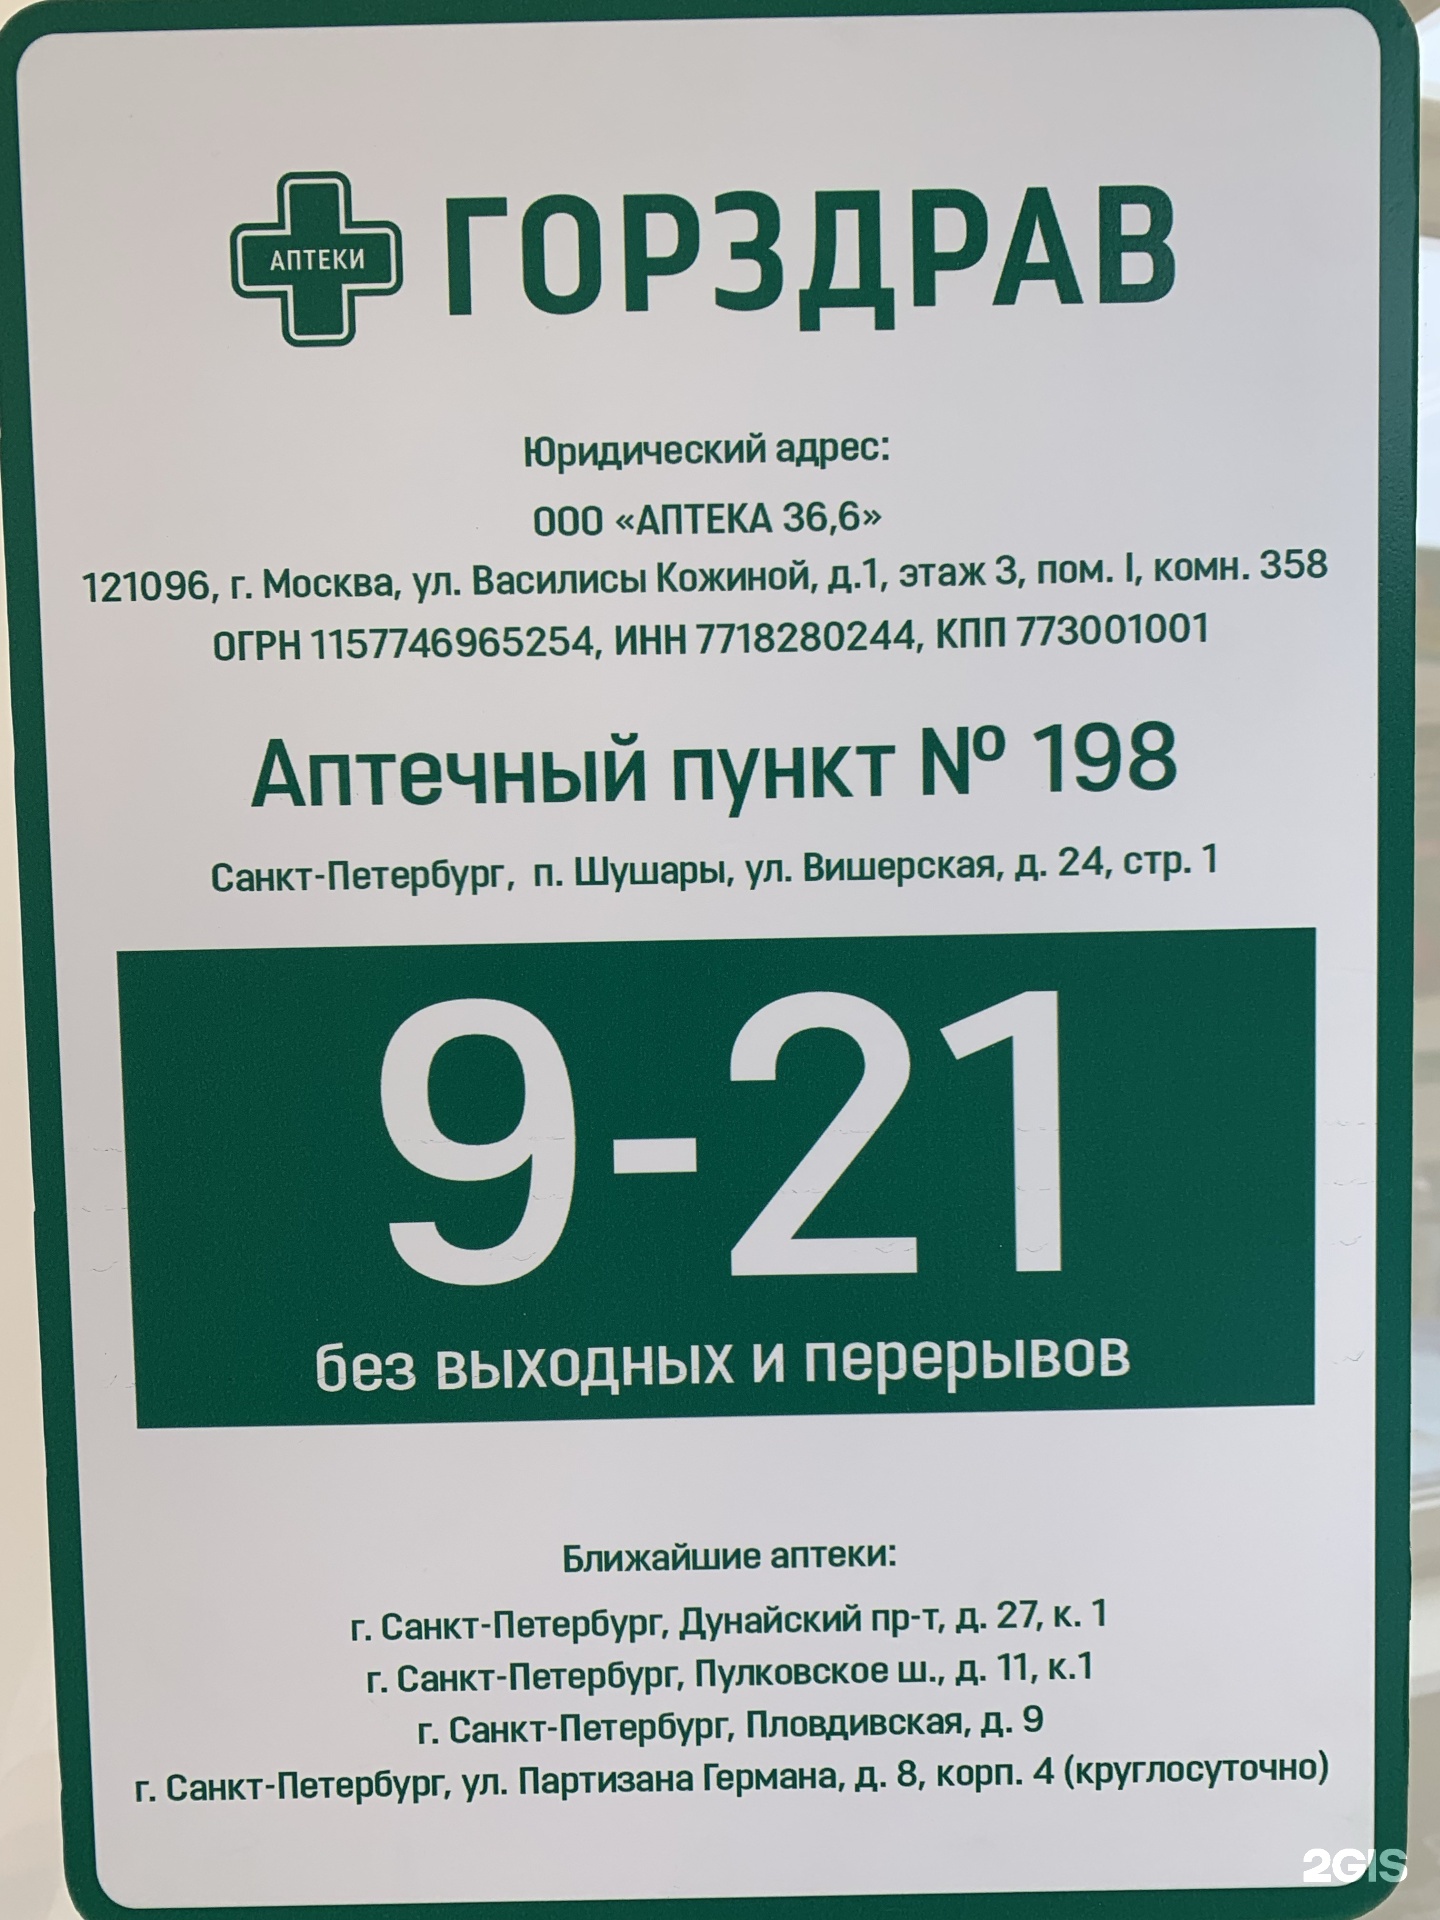 АПТЕКИ
ГОРЗДРАВ
Юридический адрес:
ООО «АПТЕКА 36,6»
121096, г. Москва, ул. Василисы Кожиной, д.1, этаж 3, пом. I, комн. 358
ОГРН 1157746965254, ИНН 7718280244, КПП 773001001
Аптечный пункт № 198
Санкт-Петербург, п. Шушары, ул. Вишерская, д. 24, стр. 1
9-21
без выходных и перерывов
Ближайшие аптеки:
г. Санкт-Петербург, Дунайский пр-т, д. 27, к. 1
г. Санкт-Петербург, Пулковское ш., д. 11, к.1
г. Санкт-Петербург, Пловдивская, д. 9
г. Санкт-Петербург, ул. Партизана Германа, д. 8, корп. 4 (круглосуточно)
2GIS